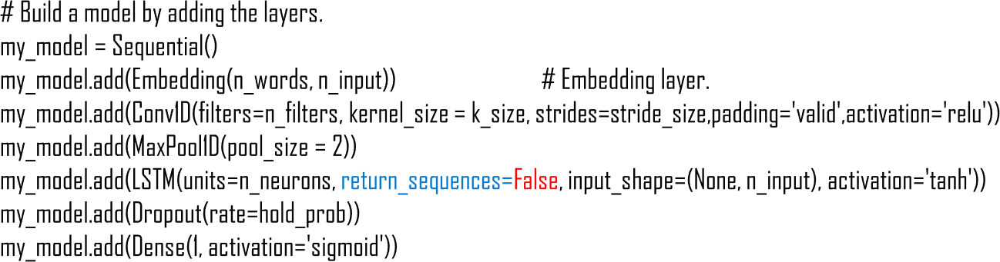 # Build a model by adding the layers.
my_model = Sequential()
my_model.add(Embedding(n_words, n_input)) # Embedding layer.
my_model.add(Conv1D(filters=n_filters, kernel_size = k_size, strides=stride_size,padding='valid',activation='relu'))
my_model.add(MaxPool1D(pool_size = 2))
my_model.add(LSTM(units=n_neurons, return_sequences=False, input_shape=(None, n_input), activation='tanh'))
my_model.add(Dropout(rate=hold_prob))
my_model.add(Dense(1, activation='sigmoid'))